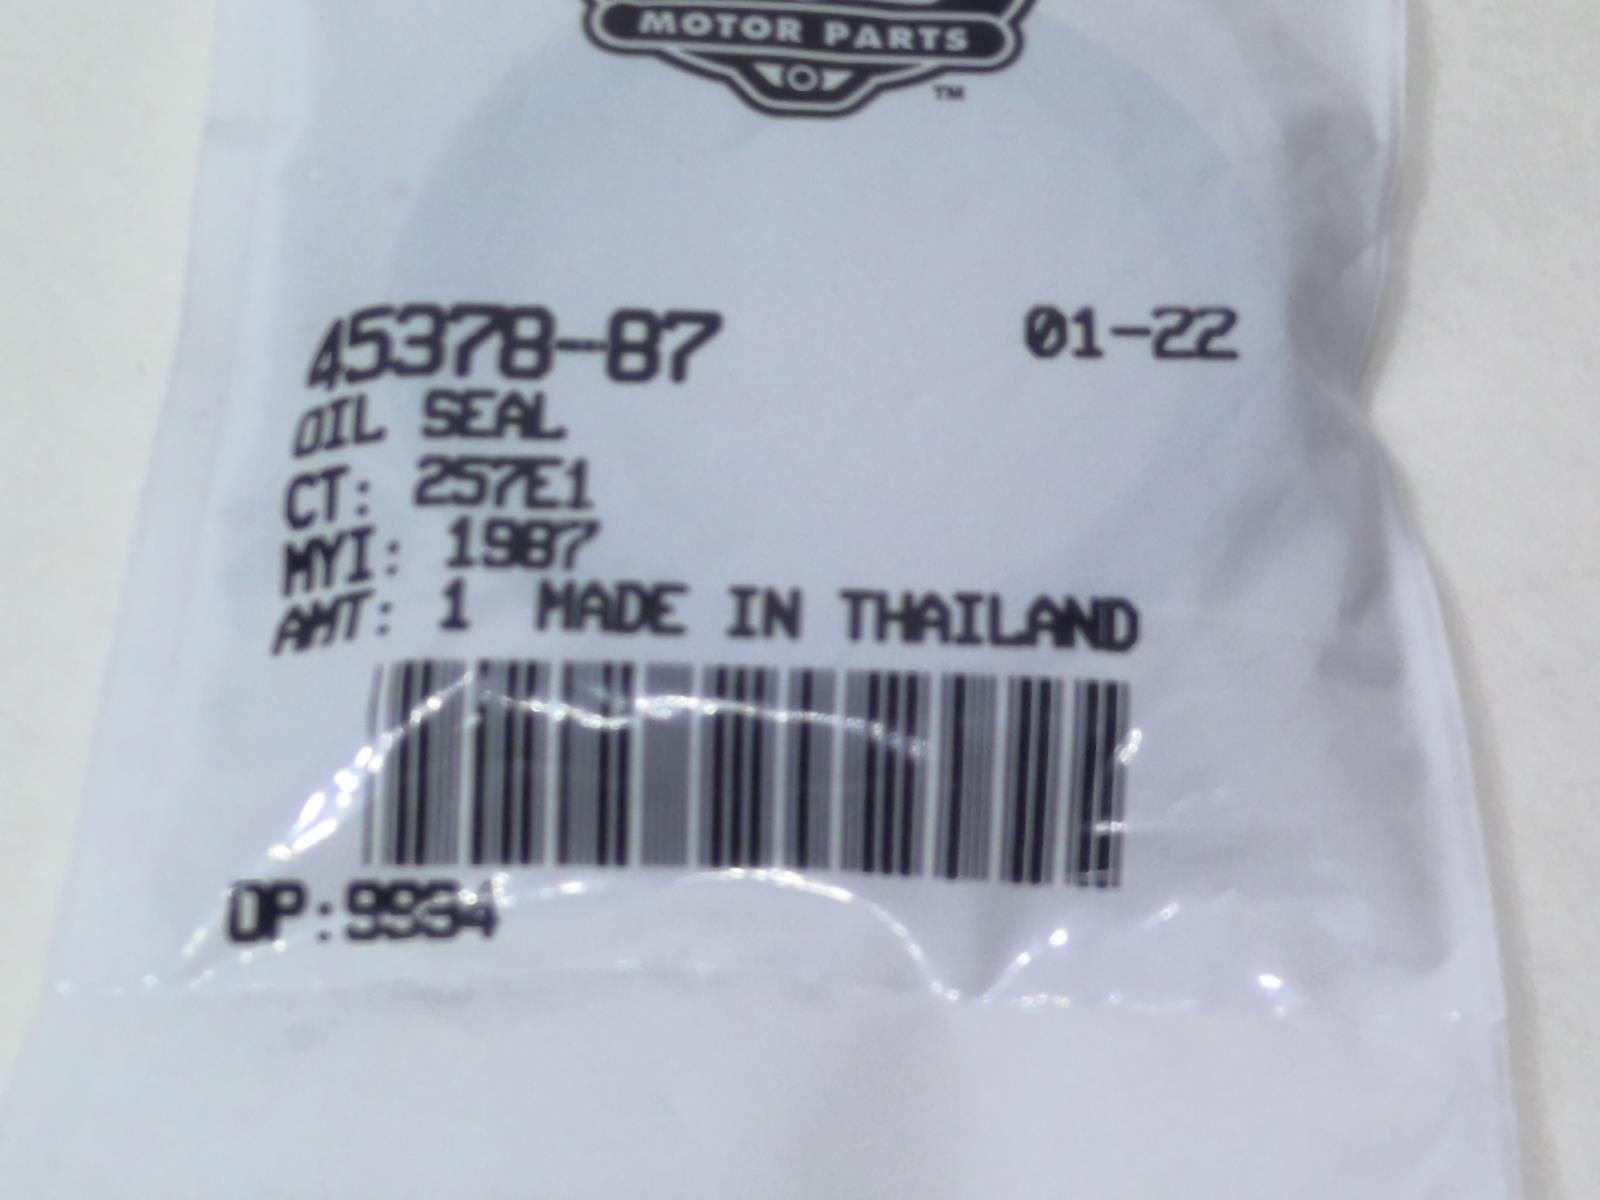 MOTOR PARTS
TM
45378-87 01-22
OIL SEAL
CT: 257E1
MYI: 1987
AMT: 1 MADE IN THAILAND
OP:9934